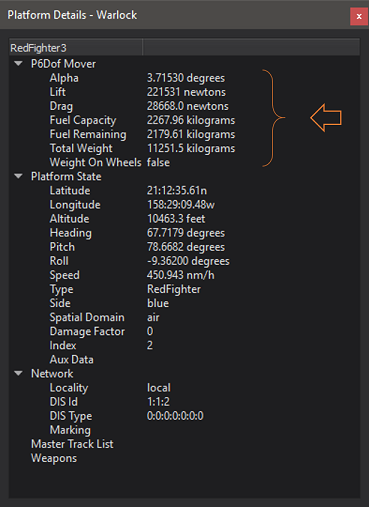 Platform Details - Warlock
x
RedFighter3
P6Dof Mover
Alpha 3.71530 degrees
Lift 221531 newtons
Drag 28668.0 newtons
Fuel Capacity 2267.96 kilograms
Fuel Remaining 2179.61 kilograms
Total Weight 11251.5 kilograms
Weight On Wheels false
Platform State
Latitude 21:12:35.61n
Longitude 158:29:09.48w
Altitude 10463.3 feet
Heading 67.7179 degrees
Pitch 78.6682 degrees
Roll -9.36200 degrees
Speed 450.943 nm/h
Type RedFighter
Side blue
Spatial Domain air
Damage Factor 0
Index 2
Aux Data
Network
Locality local
DIS Id 1:1:2
DIS Type 0:0:0:0:0:0:0
Marking
Master Track List
Weapons